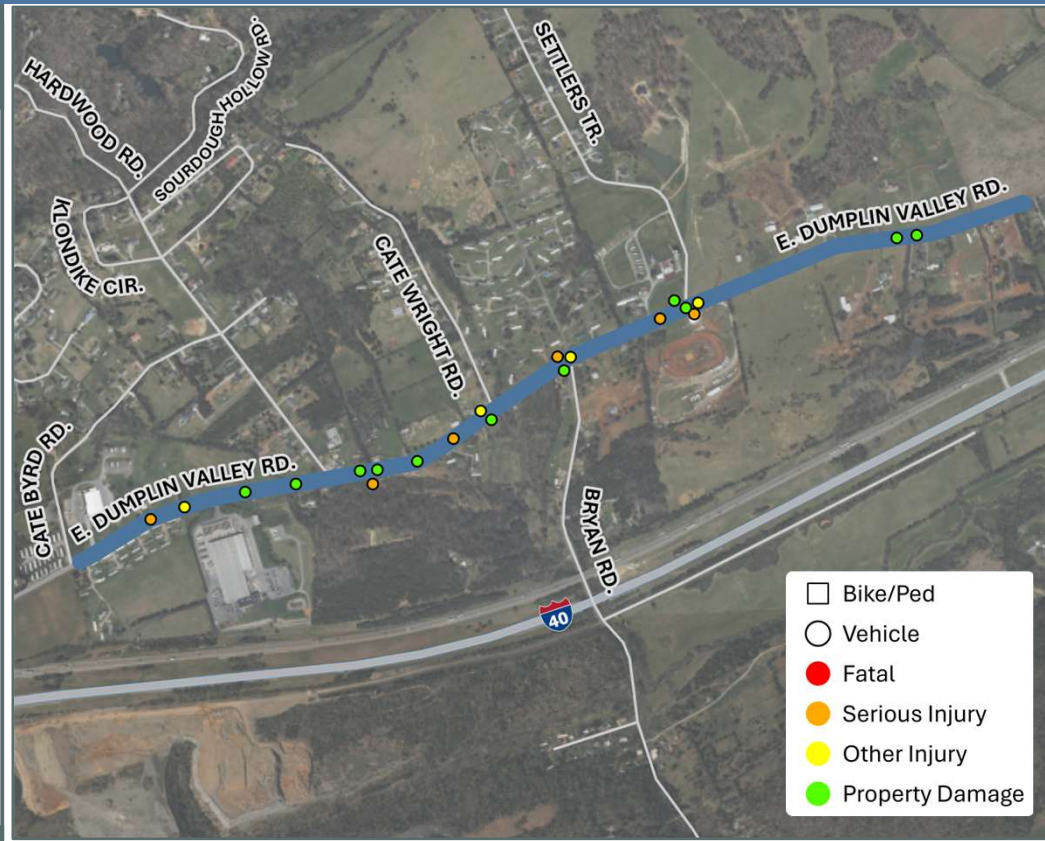 HARDWOOD RD.
SOURDOUGH HOLLOW RD.
SETTLERS TR.
KLONDIKE CIR.
CATE WRIGHT RD.
E. DUMPLIN VALLEY RD.
CATE BYRD RD.
E. DUMPLIN VALLEY RD.
BRYAN RD.
40
Bike/Ped
Vehicle
Fatal
Serious Injury
Other Injury
Property Damage